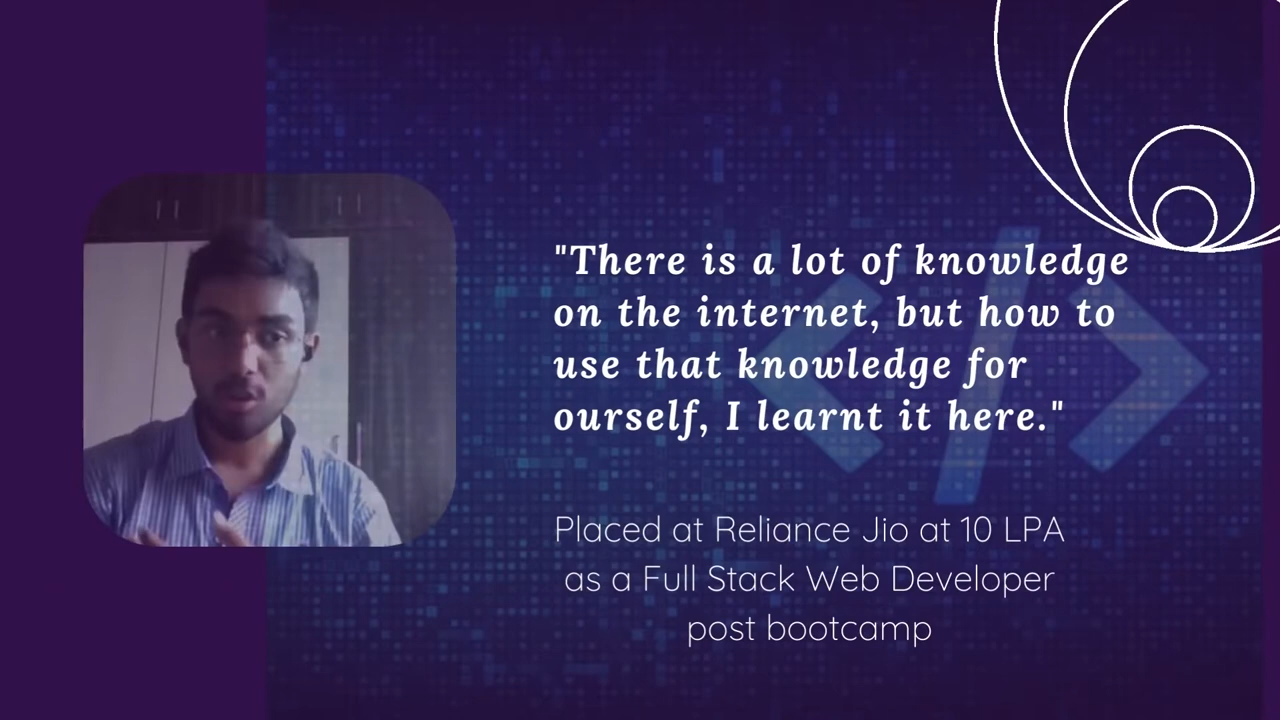 "There is a lot of knowledge
on the internet, but how to
use that knowledge for
ourself, I learnt it here."
Placed at Reliance Jio at 10 LPA
as a Full Stack Web Developer
post bootcamp